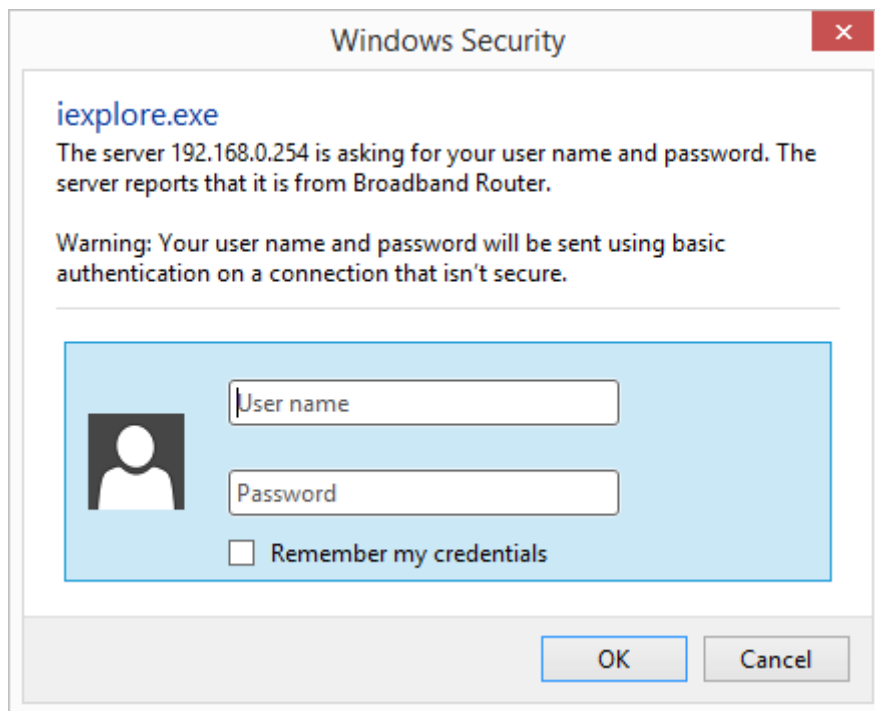 Windows Security
iexplore.exe
The server 192.168.0.254 is asking for your user name and password. The
server reports that it is from Broadband Router.
Warning: Your user name and password will be sent using basic
authentication on a connection that isn't secure.
User name
Password
Remember my credentials
OK
Cancel